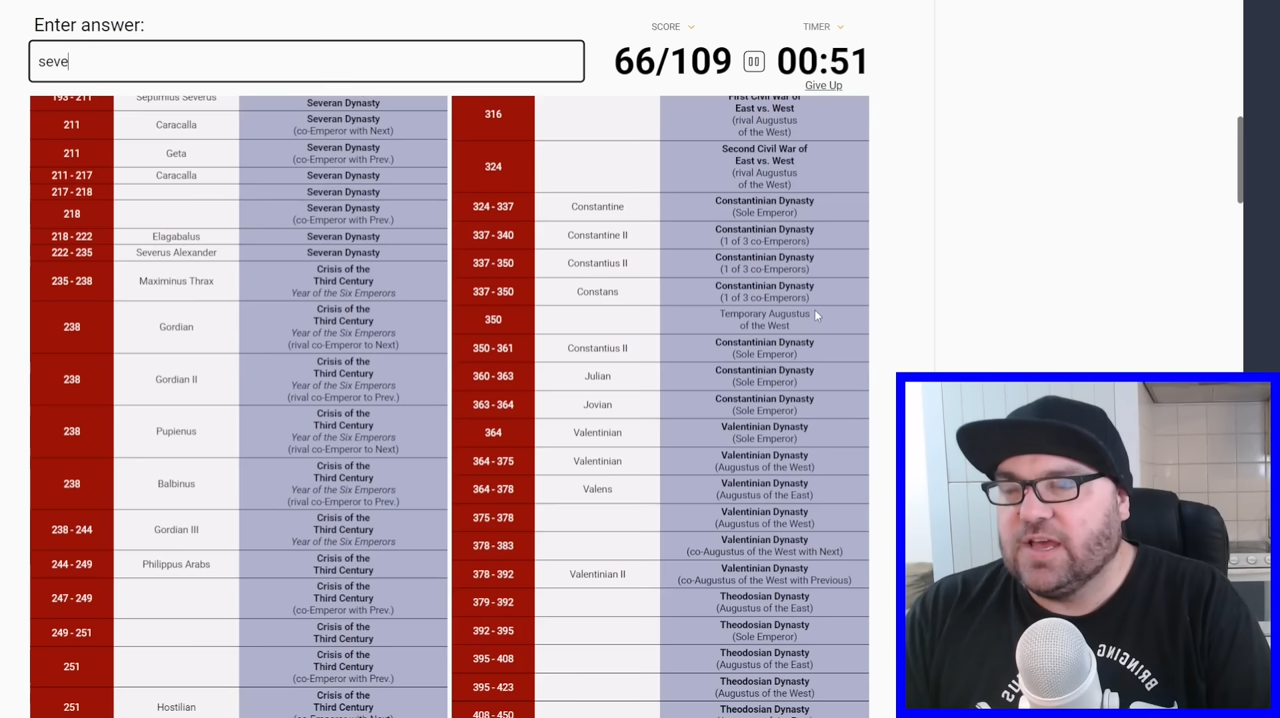 Enter answer:
seve
SCORE
66/109
TIMER
00:51
Give Up
193 - 211 Septimius Severus Severan Dynasty
211 Caracalla Severan Dynasty
(co-Emperor with Next)
211 Geta Severan Dynasty
(co-Emperor with Prev.)
211 - 217 Caracalla Severan Dynasty
217 - 218 Severan Dynasty
218 Severan Dynasty
(co-Emperor with Prev.)
218 - 222 Elagabalus Severan Dynasty
222 - 235 Severus Alexander Severan Dynasty
235 - 238 Maximinus Thrax Crisis of the
Third Century
Year of the Six Emperors
238 Gordian Crisis of the
Third Century
Year of the Six Emperors
(rival co-Emperor to Next)
238 Gordian II Crisis of the
Third Century
Year of the Six Emperors
(rival co-Emperor to Prev.)
238 Pupienus Crisis of the
Third Century
Year of the Six Emperors
(rival co-Emperor to Next)
238 Balbinus Crisis of the
Third Century
Year of the Six Emperors
(rival co-Emperor to Prev.)
238 - 244 Gordian III Crisis of the
Third Century
Year of the Six Emperors
244 - 249 Philippus Arabs Crisis of the
Third Century
247 - 249 Crisis of the
Third Century
(co-Emperor with Prev.)
249 - 251 Crisis of the
Third Century
251 Crisis of the
Third Century
(co-Emperor with Prev.)
251 Hostilian Crisis of the
Third Century
(co-Emperor with Next)
316 First Civil War of
East vs. West
(rival Augustus
of the West)
324 Second Civil War of
East vs. West
(rival Augustus
of the West)
324 - 337 Constantine Constantinian Dynasty
(Sole Emperor)
337 - 340 Constantine II Constantinian Dynasty
(1 of 3 co-Emperors)
337 - 350 Constantius II Constantinian Dynasty
(1 of 3 co-Emperors)
337 - 350 Constans Constantinian Dynasty
(1 of 3 co-Emperors)
350 Temporary Augustus
of the West
350 - 361 Constantius II Constantinian Dynasty
(Sole Emperor)
360 - 363 Julian Constantinian Dynasty
(Sole Emperor)
363 - 364 Jovian Constantinian Dynasty
(Sole Emperor)
364 Valentinian Valentinian Dynasty
(Sole Emperor)
364 - 375 Valentinian Valentinian Dynasty
(Augustus of the West)
364 - 378 Valens Valentinian Dynasty
(Augustus of the East)
375 - 378 Valentinian Dynasty
(Augustus of the West)
378 - 383 Valentinian Dynasty
(co-Augustus of the West with Next)
378 - 392 Valentinian II Valentinian Dynasty
(co-Augustus of the West with Previous)
379 - 392 Theodosian Dynasty
(Augustus of the East)
392 - 395 Theodosian Dynasty
(Sole Emperor)
395 - 408 Theodosian Dynasty
(Augustus of the East)
395 - 423 Theodosian Dynasty
(Augustus of the West)
408 - 450 Theodosian Dynasty
BRINGING